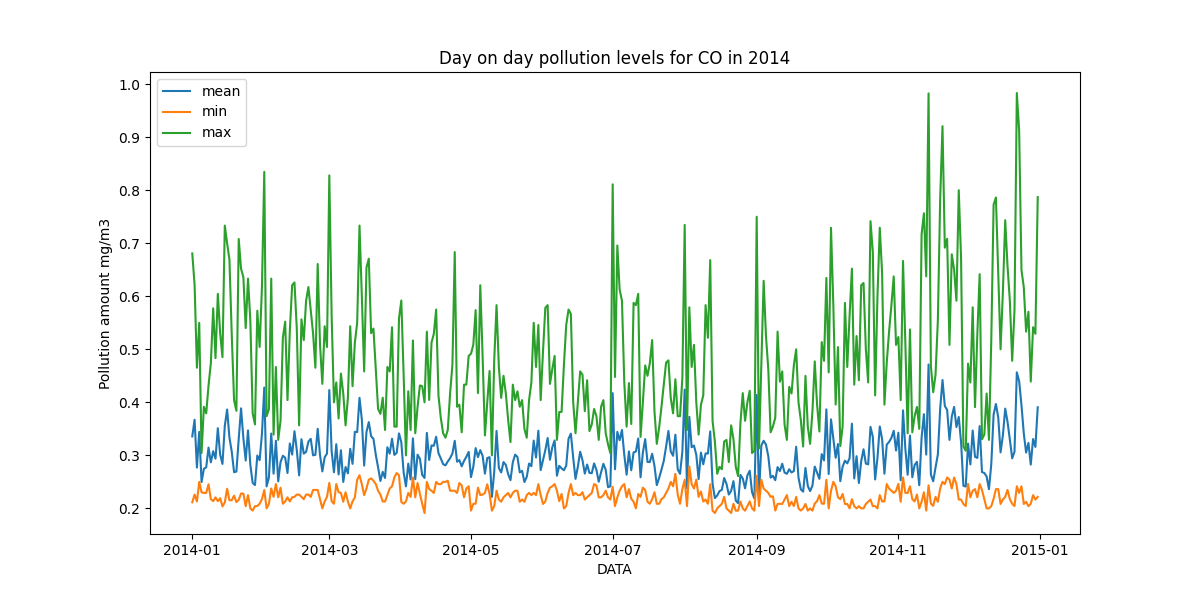 Day on day pollution levels for CO in 2014
mean
min
max
Pollution amount mg/m3
1.0
0.9
0.8
0.7
0.6
0.5
0.4
0.3
0.2
2014-01
2014-03
2014-05
2014-07
2014-09
2014-11
2015-01
DATA